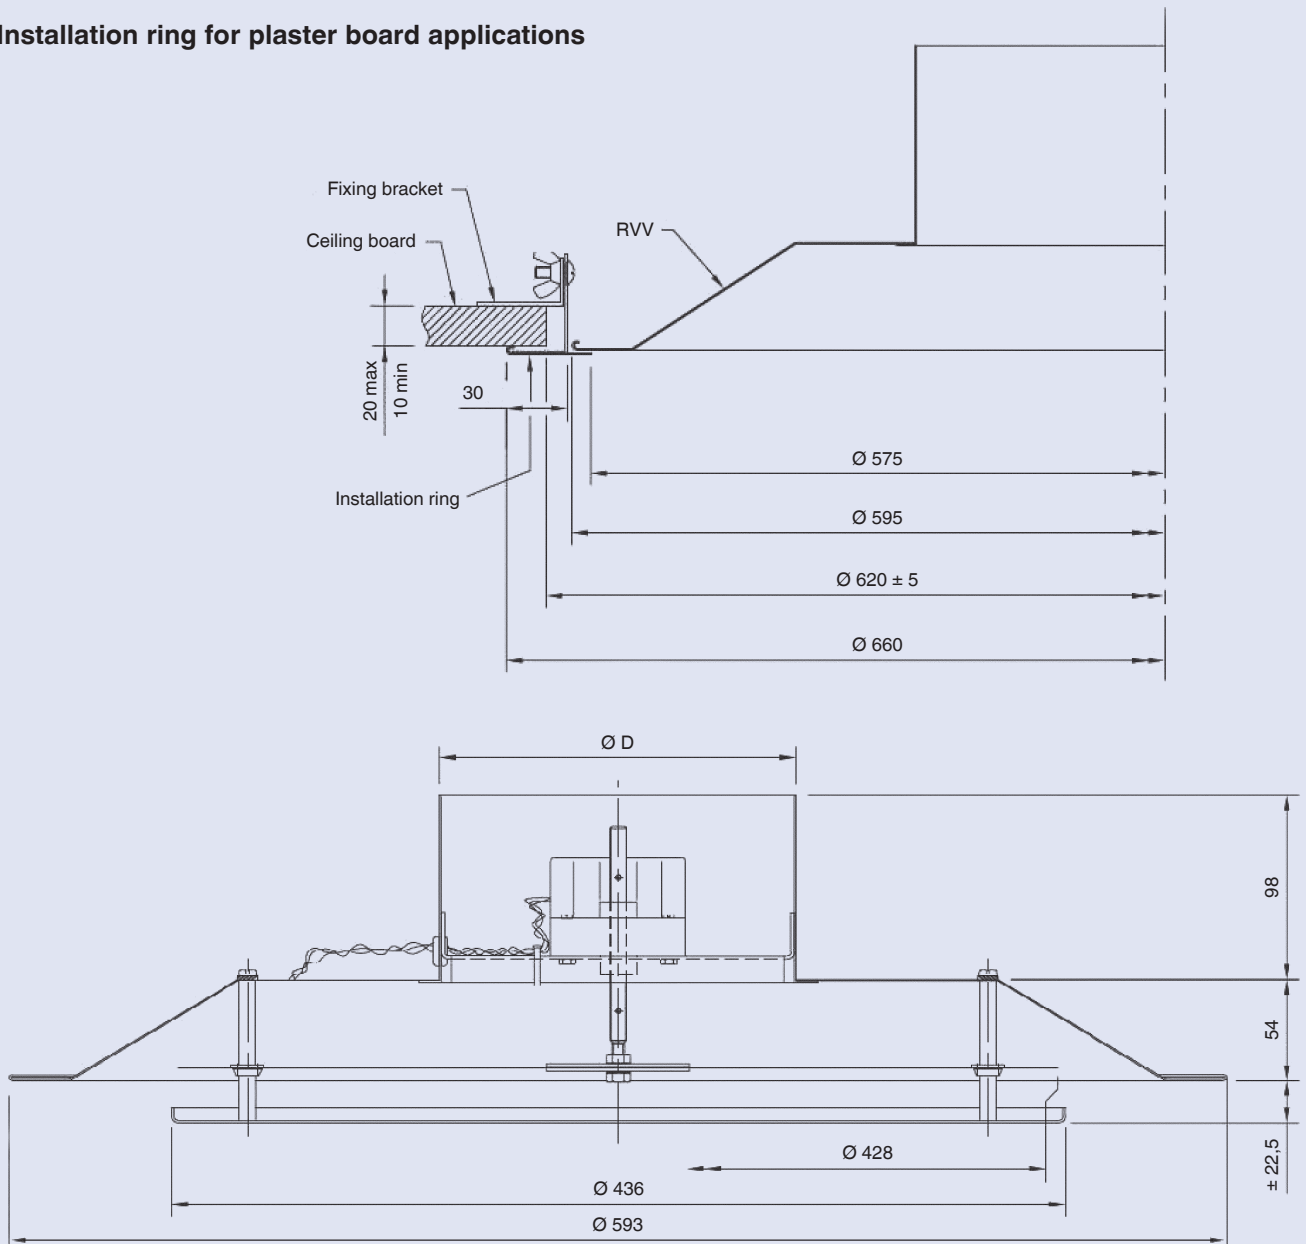 Installation ring for plaster board applications
Fixing bracket
Ceiling board
RVV
20 max
10 min
30
Installation ring
Ø 575
Ø 595
Ø 620 ± 5
Ø 660
Ø D
98
54
± 22,5
Ø 428
Ø 436
Ø 593